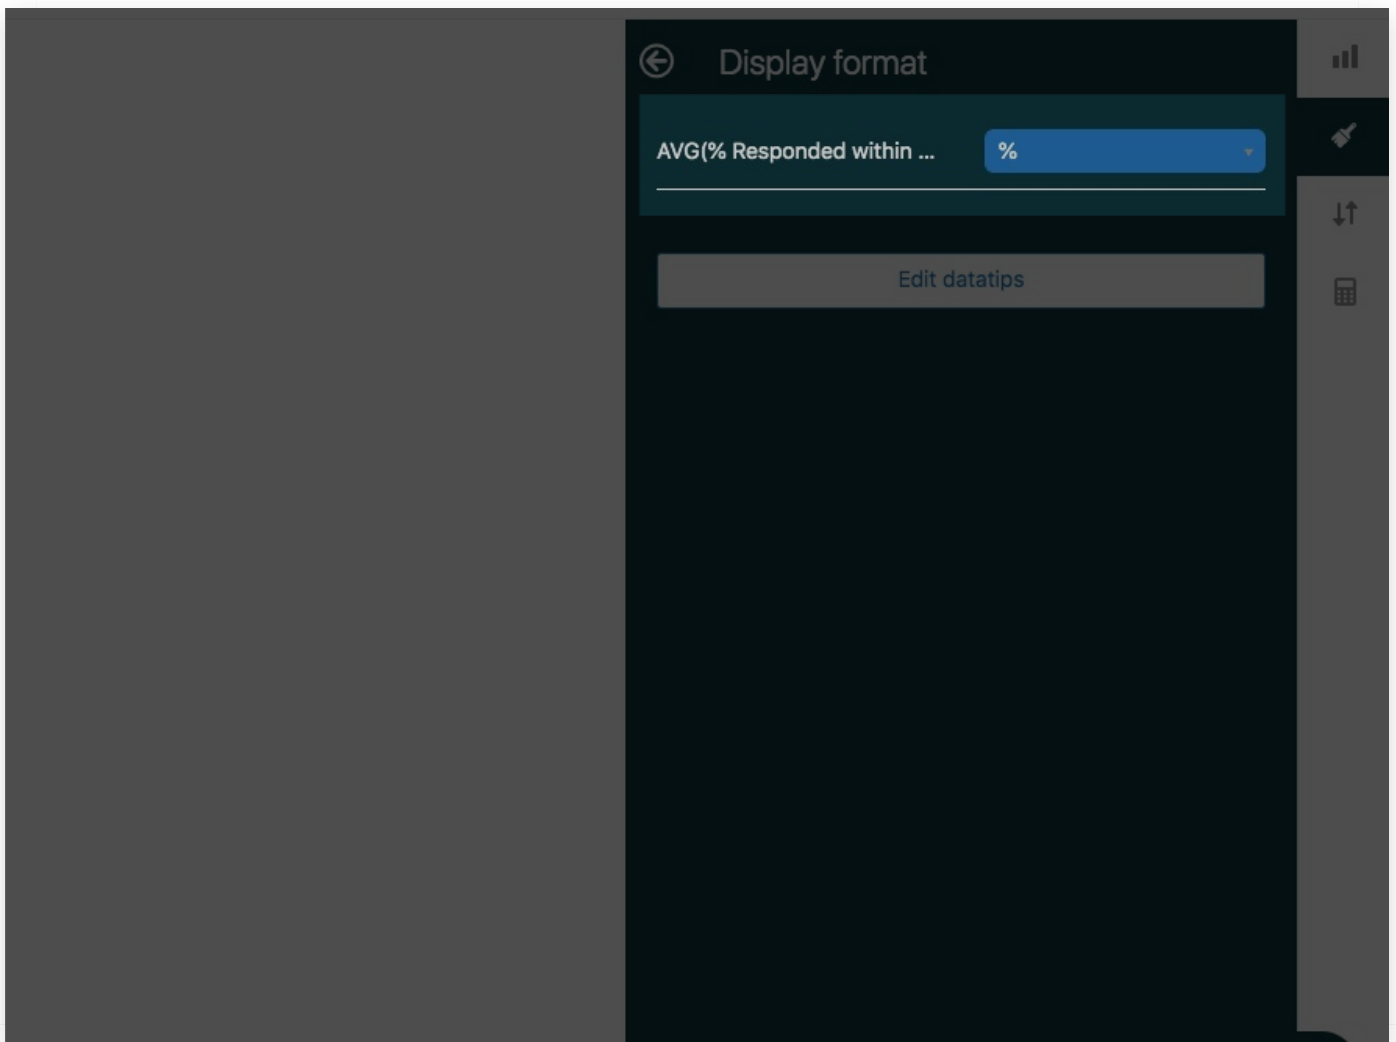 Display format
AVG(% Responded within ...
%
Edit datatips